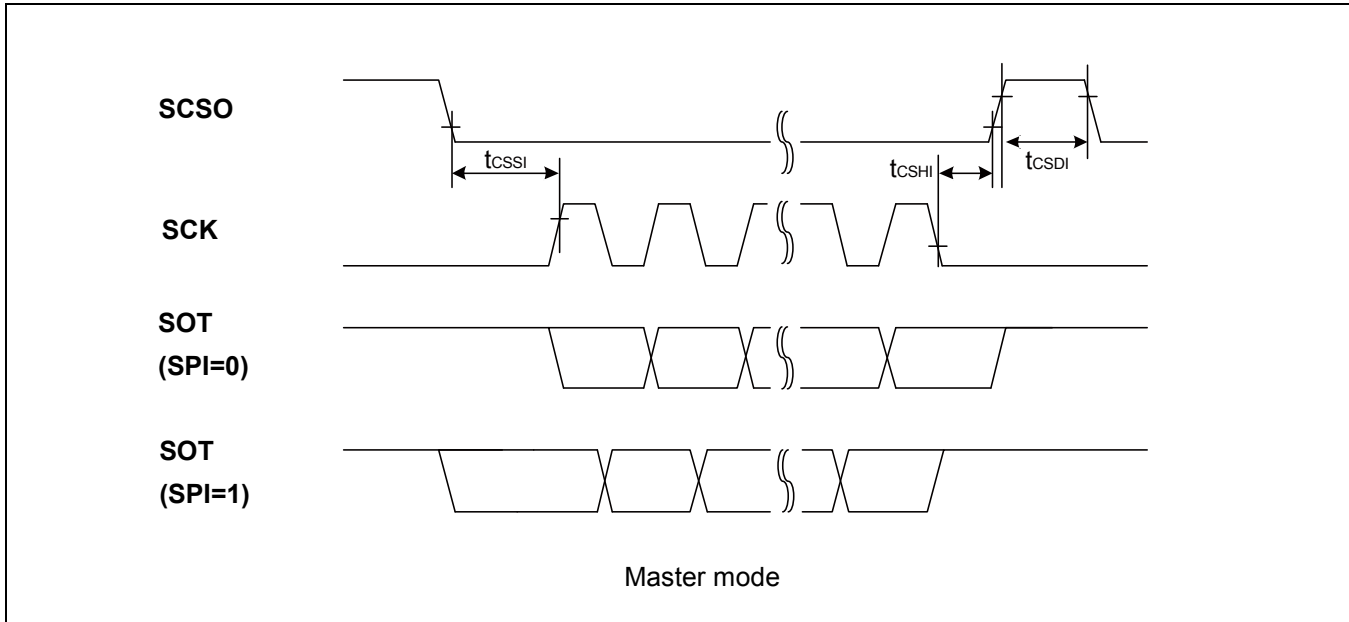 SCSO
tCSSI
tCSHI
tCSDI
SCK
SOT
(SPI=0)
SOT
(SPI=1)
Master mode